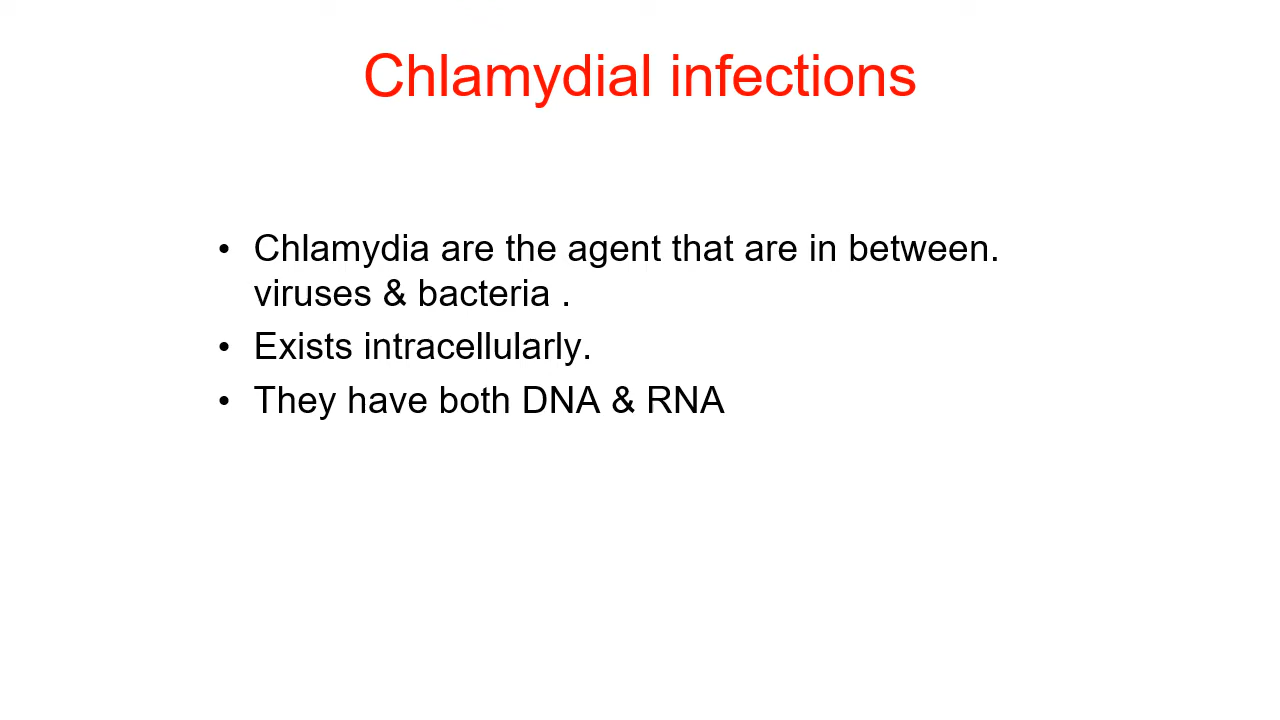 Chlamydial infections
• Chlamydia are the agent that are in between.
viruses & bacteria .
• Exists intracellularly.
• They have both DNA & RNA